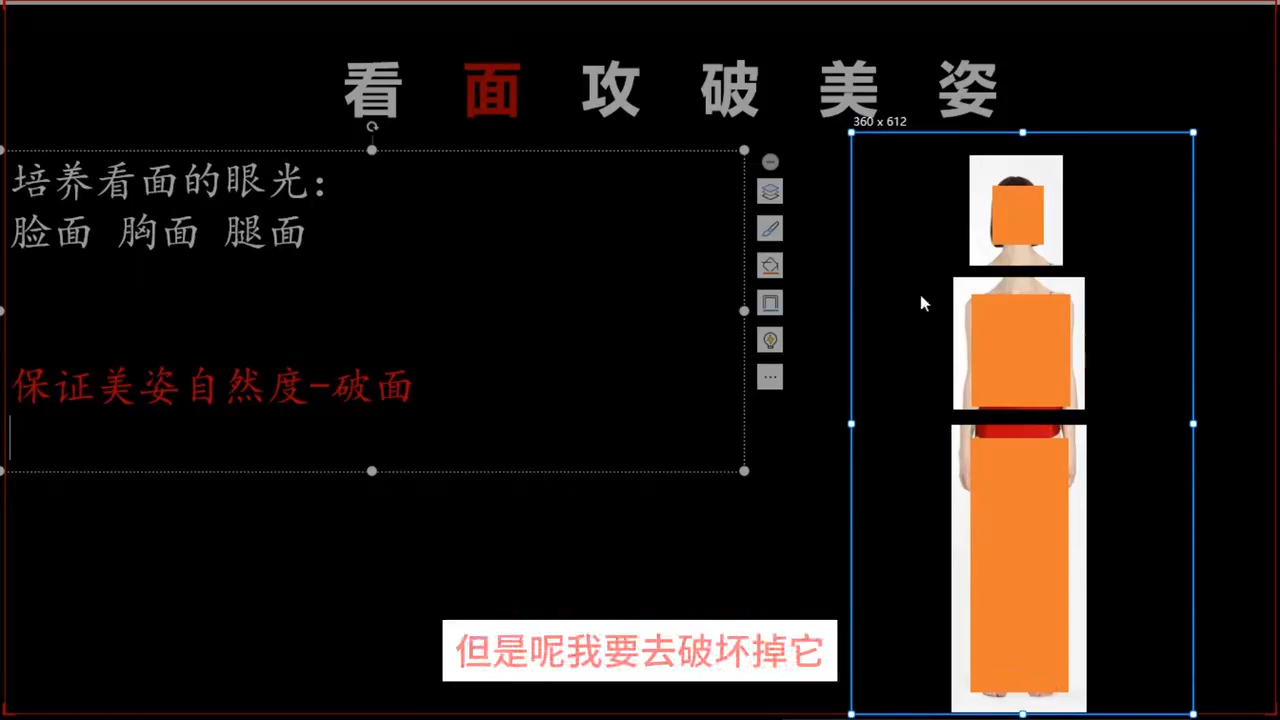 看面攻破美姿
360 x 612
培养看面的眼光：
脸面 胸面 腿面
保证美姿自然度-破面
但是呢我要去破坏掉它